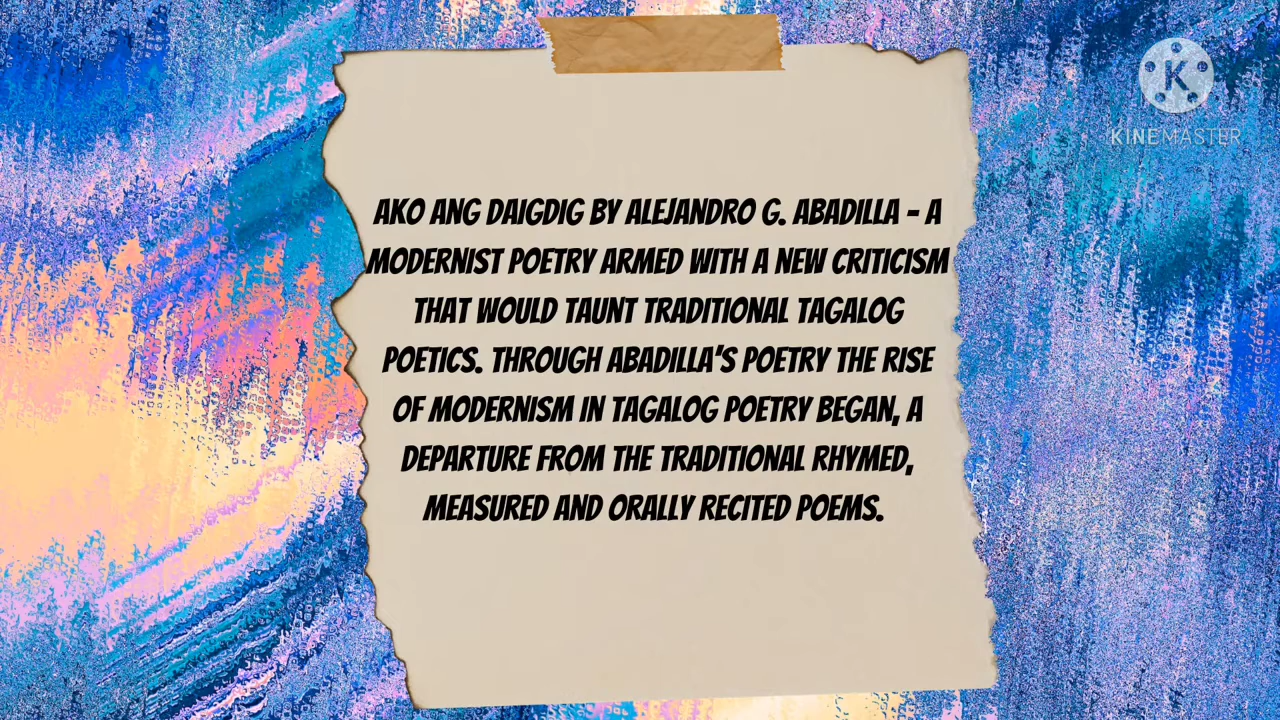 AKO ANG DAIGDIG BY ALEJANDRO G. ABADILLA - A
MODERNIST POETRY ARMED WITH A NEW CRITICISM
THAT WOULD TAUNT TRADITIONAL TAGALOG
POETICS. THROUGH ABADILLA'S POETRY THE RISE
OF MODERNISM IN TAGALOG POETRY BEGAN, A
DEPARTURE FROM THE TRADITIONAL RHYMED,
MEASURED AND ORALLY RECITED POEMS.
K
KINEMASTER